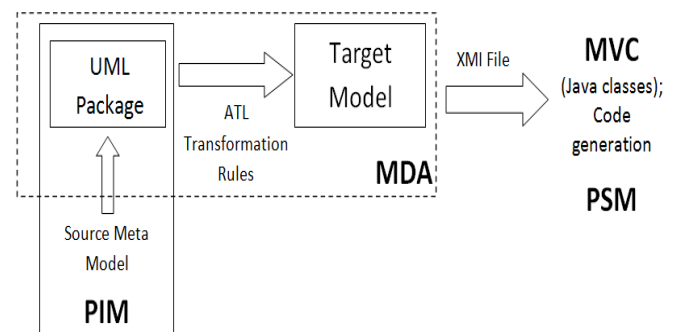 UML
Package
ATL
Transformation
Rules
Target
Model
MDA
XMI File
MVC
(Java classes);
Code
generation
PSM
Source Meta
Model
PIM